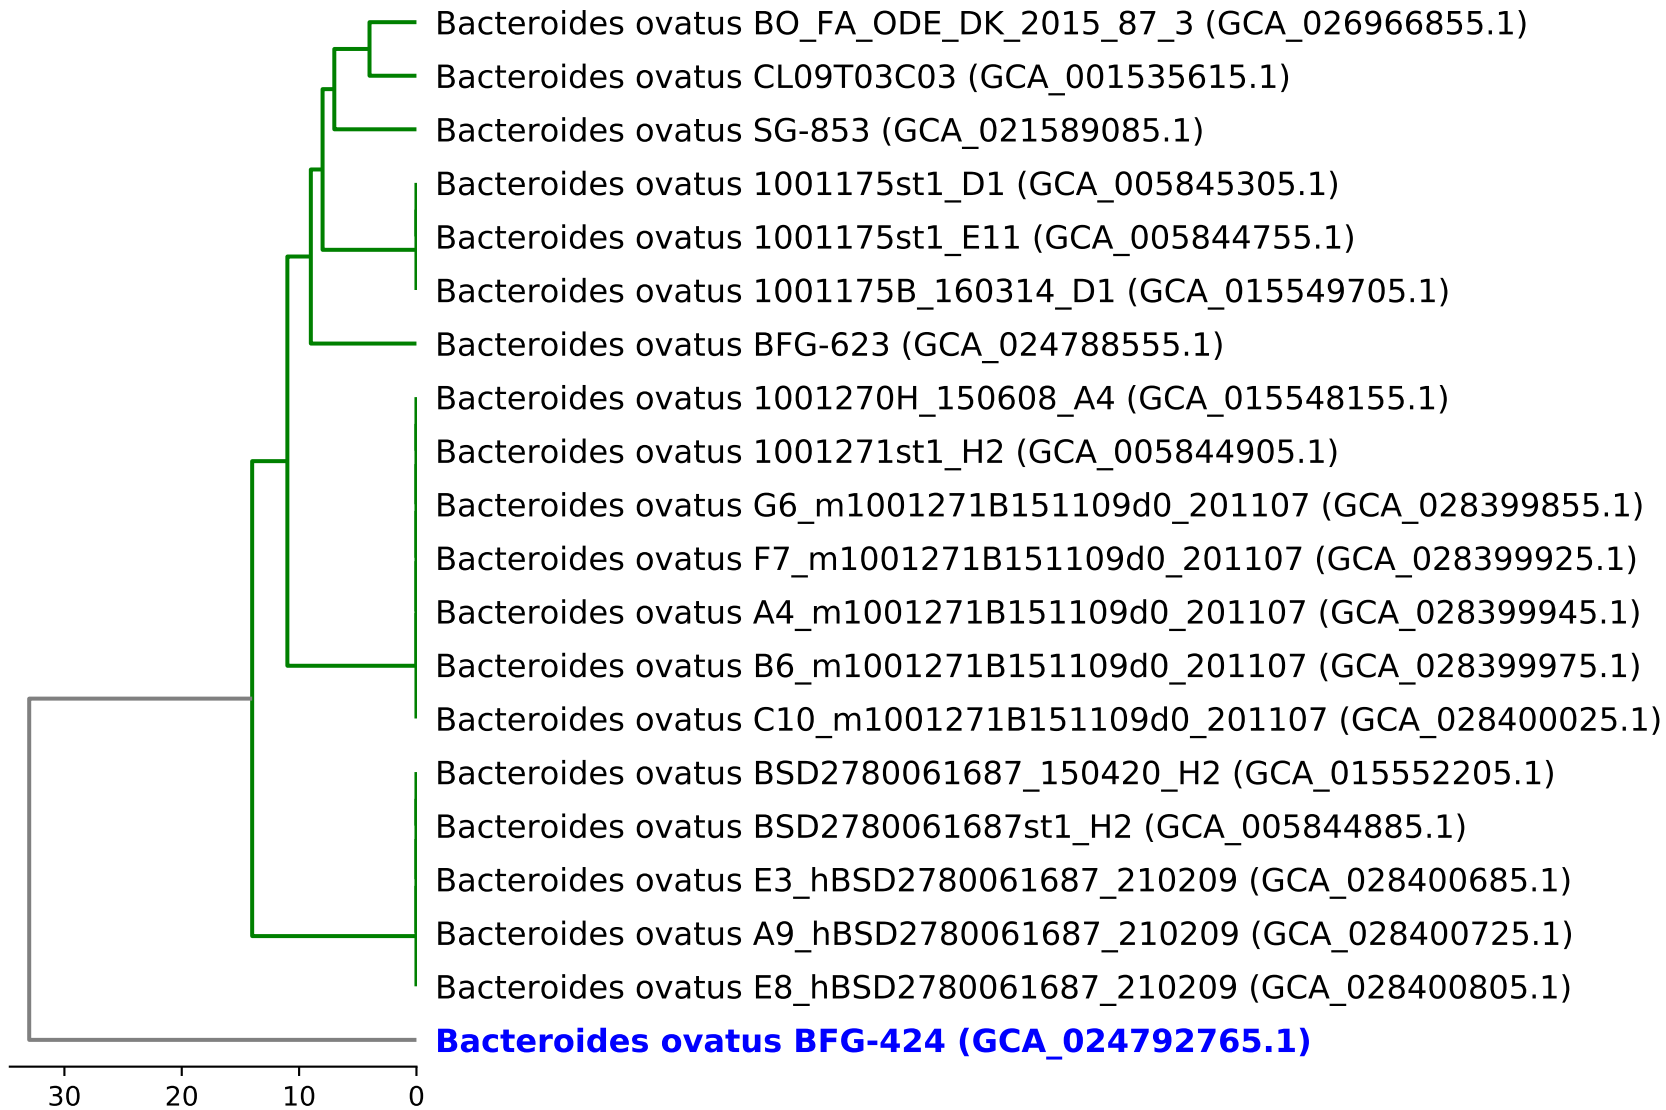 Bacteroides ovatus BO_FA_ODE_DK_2015_87_3 (GCA_026966855.1)
Bacteroides ovatus CL09T03C03 (GCA_001535615.1)
Bacteroides ovatus SG-853 (GCA_021589085.1)
Bacteroides ovatus 1001175st1_D1 (GCA_005845305.1)
Bacteroides ovatus 1001175st1_E11 (GCA_005844755.1)
Bacteroides ovatus 1001175B_160314_D1 (GCA_015549705.1)
Bacteroides ovatus BFG-623 (GCA_024788555.1)
Bacteroides ovatus 1001270H_150608_A4 (GCA_015548155.1)
Bacteroides ovatus 1001271st1_H2 (GCA_005844905.1)
Bacteroides ovatus G6_m1001271B151109d0_201107 (GCA_028399855.1)
Bacteroides ovatus F7_m1001271B151109d0_201107 (GCA_028399925.1)
Bacteroides ovatus A4_m1001271B151109d0_201107 (GCA_028399945.1)
Bacteroides ovatus B6_m1001271B151109d0_201107 (GCA_028399975.1)
Bacteroides ovatus C10_m1001271B151109d0_201107 (GCA_028400025.1)
Bacteroides ovatus BSD2780061687_150420_H2 (GCA_015552205.1)
Bacteroides ovatus BSD2780061687st1_H2 (GCA_005844885.1)
Bacteroides ovatus E3_hBSD2780061687_210209 (GCA_028400685.1)
Bacteroides ovatus A9_hBSD2780061687_210209 (GCA_028400725.1)
Bacteroides ovatus E8_hBSD2780061687_210209 (GCA_028400805.1)
Bacteroides ovatus BFG-424 (GCA_024792765.1)
30 20 10 0